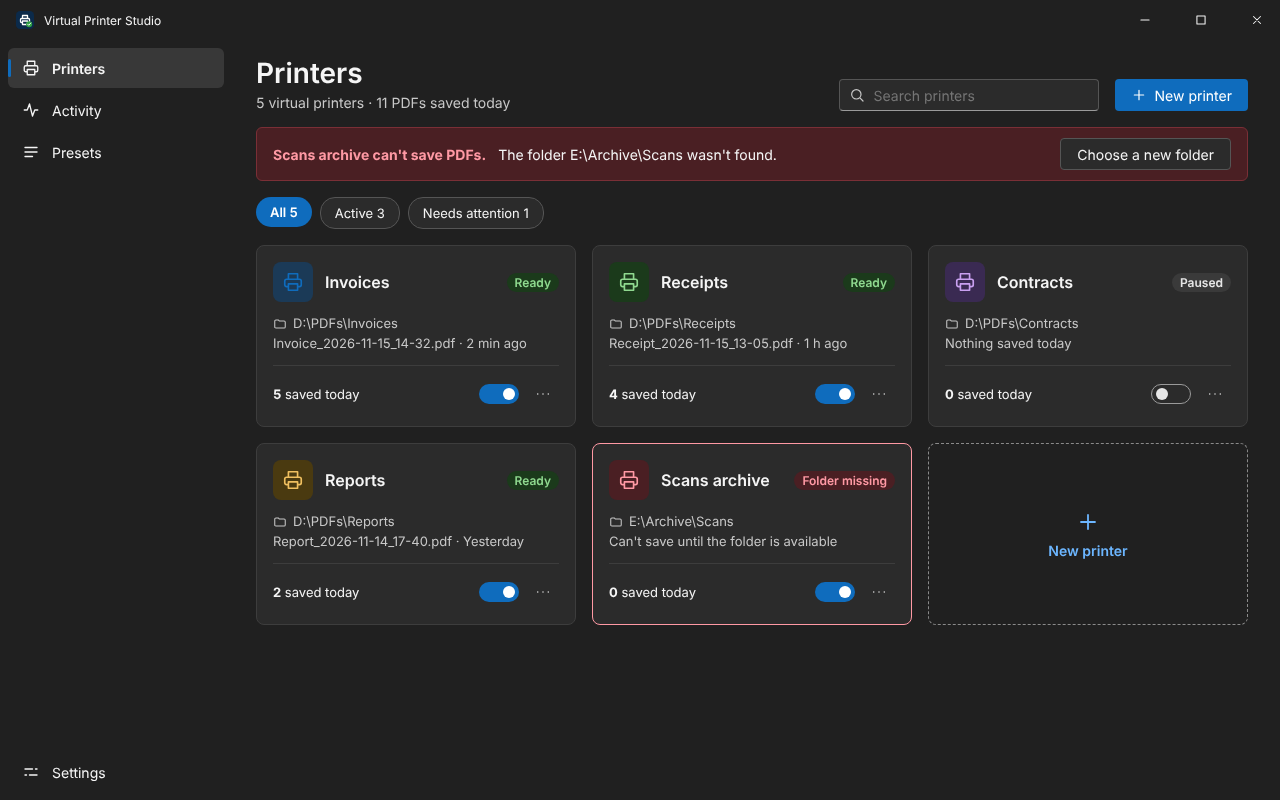 Virtual Printer Studio
Printers
Activity
Presets
Settings
Printers
5 virtual printers · 11 PDFs saved today
Search printers
New printer
Scans archive can't save PDFs. The folder E:\Archive\Scans wasn't found.
Choose a new folder
All 5
Active 3
Needs attention 1
Invoices
Ready
D:\PDFs\Invoices
Invoice_2026-11-15_14-32.pdf · 2 min ago
5 saved today
Receipts
Ready
D:\PDFs\Receipts
Receipt_2026-11-15_13-05.pdf · 1 h ago
4 saved today
Contracts
Paused
D:\PDFs\Contracts
Nothing saved today
0 saved today
Reports
Ready
D:\PDFs\Reports
Report_2026-11-14_17-40.pdf · Yesterday
2 saved today
Scans archive
Folder missing
E:\Archive\Scans
Can't save until the folder is available
0 saved today
New printer